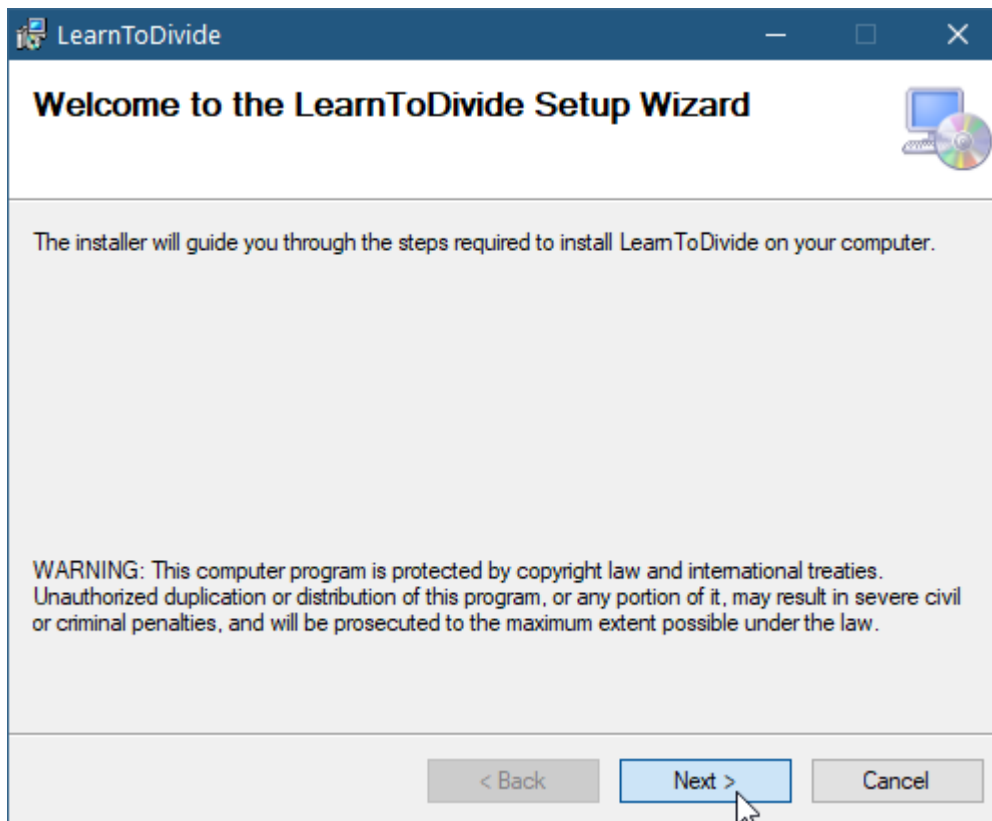 LearnToDivide
Welcome to the LearnToDivide Setup Wizard
The installer will guide you through the steps required to install LearnToDivide on your computer.
WARNING: This computer program is protected by copyright law and international treaties.
Unauthorized duplication or distribution of this program, or any portion of it, may result in severe civil
or criminal penalties, and will be prosecuted to the maximum extent possible under the law.
< Back
Next >
Cancel